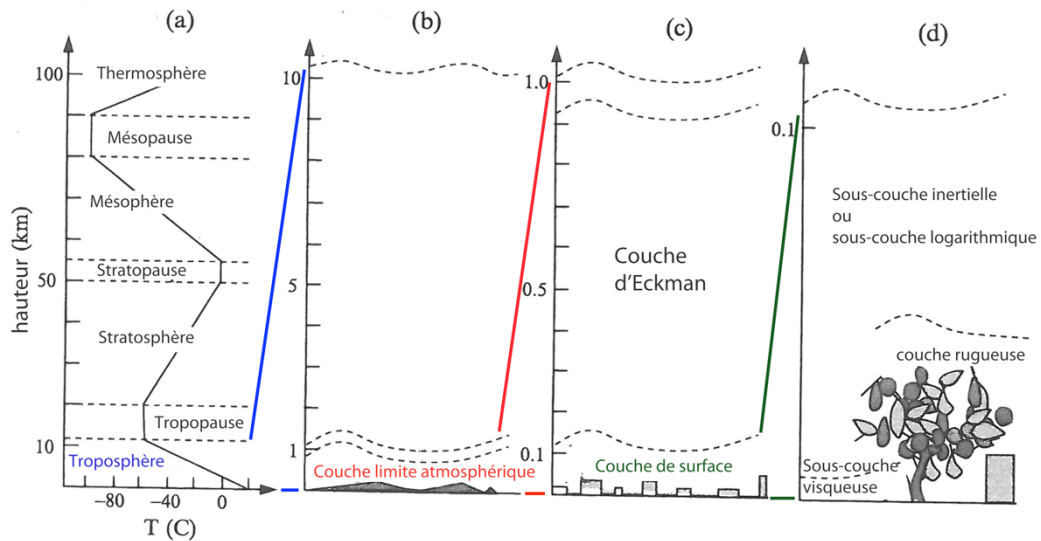 (a)
(b)
(c)
(d)
hauteur (km)
100
50
10
Thermosphère
Mésopause
Mésophère
Stratopause
Stratosphère
Tropopause
Troposphère
−80
−40
0
T (C)
10
5
1
Couche limite atmosphérique
1.0
0.5
0.1
Couche
d'Eckman
Couche de surface
0.1
Sous-couche inertielle
ou
sous-couche logarithmique
couche rugueuse
Sous-couche
visqueuse